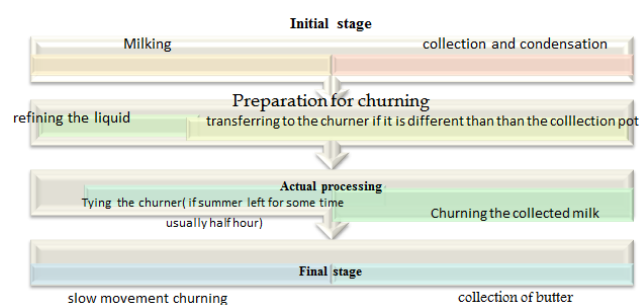 Initial stage
Milking
collection and condensation
Preparation for churning
refining the liquid
transferring to the churner if it is different than than the colllection pot
Actual processing
Tying the churner( if summer left for some time
usually half hour)
Churning the collected milk
Final stage
slow movement churning
collection of butter